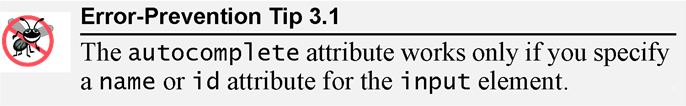 Error-Prevention Tip 3.1
The autocomplete attribute works only if you specify
a name or id attribute for the input element.